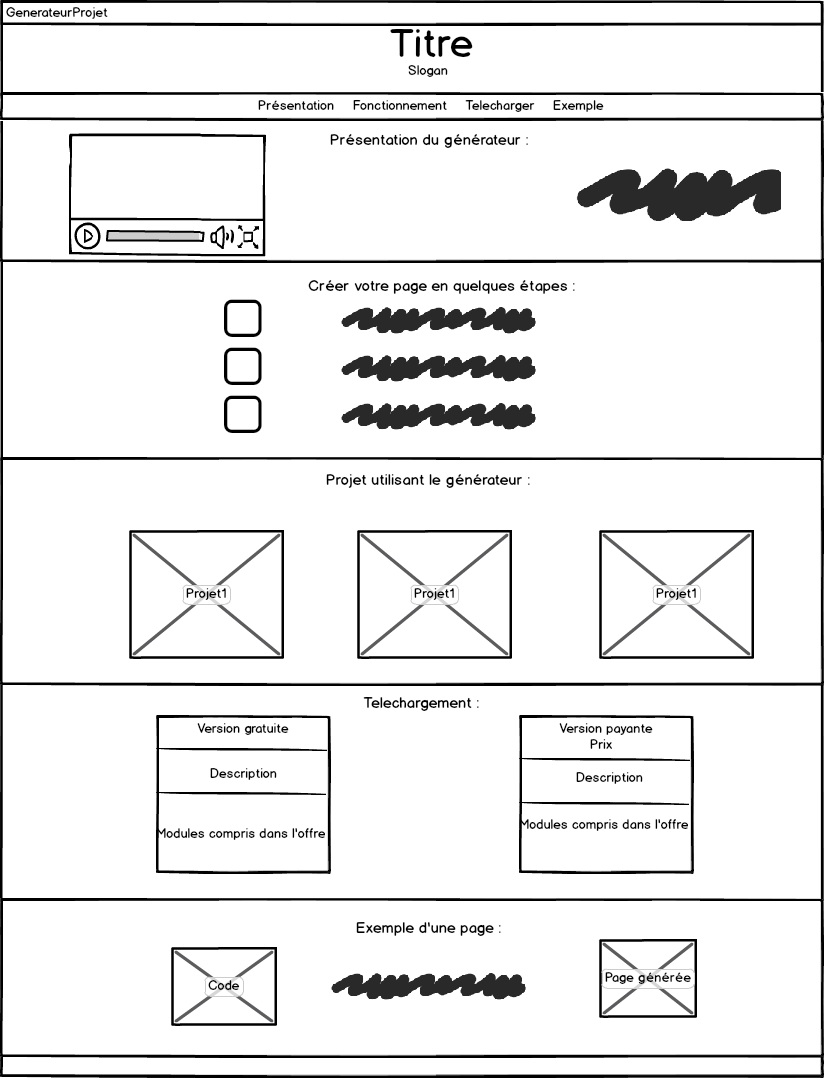 GenerateurProjet
Titre
Slogan
Présentation Fonctionnement Telecharger Exemple
Présentation du générateur :
Créer votre page en quelques étapes :
Projet utilisant le générateur :
Projet1 Projet1 Projet1
Telechargement :
Version gratuite
Description
Modules compris dans l'offre
Version payante
Prix
Description
Modules compris dans l'offre
Exemple d'une page :
Code
Page générée